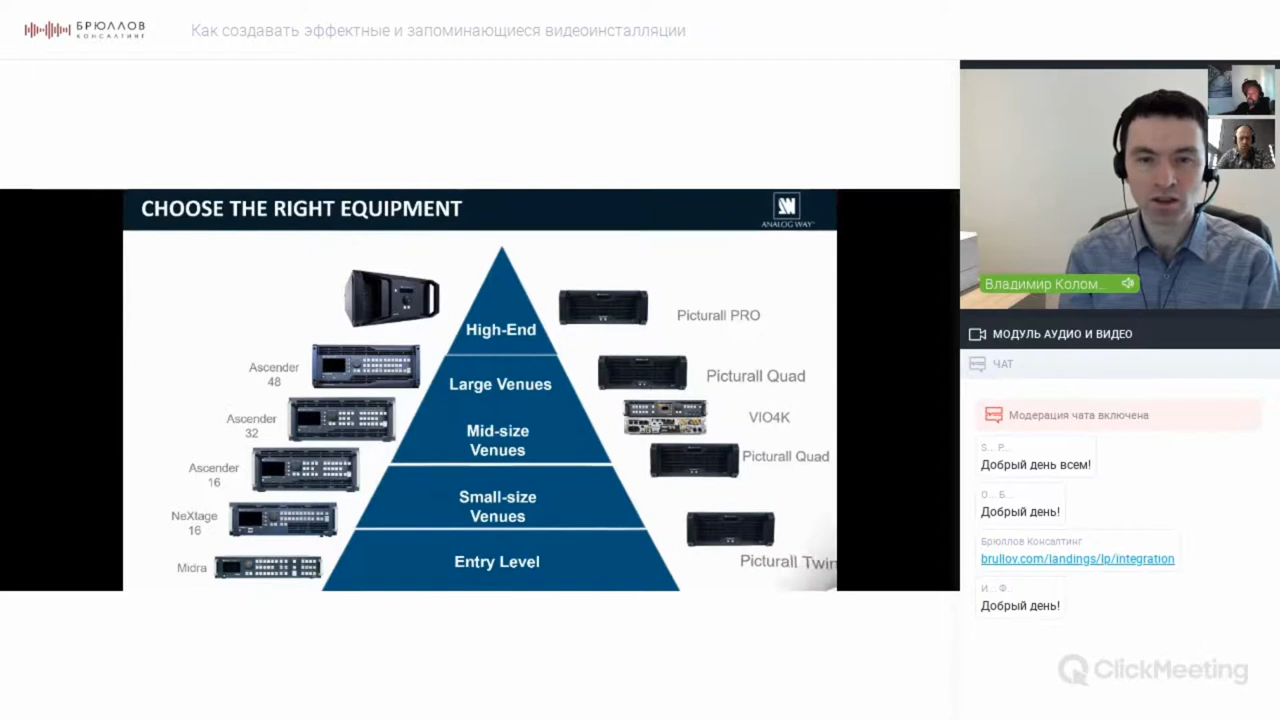 БРЮЛЛОВ
КОНСАЛТИНГ
Как создавать эффектные и запоминающиеся видеоинсталляции
CHOOSE THE RIGHT EQUIPMENT
ANALOG WAY
High-End
Large Venues
Mid-size
Venues
Small-size
Venues
Entry Level
Ascender
48
Ascender
32
Ascender
16
NeXtage
16
Midra
Picturall PRO
Picturall Quad
VIO4K
Picturall Quad
Picturall Twin
Владимир Колом...
МОДУЛЬ АУДИО И ВИДЕО
ЧАТ
Модерация чата включена
S... P...
Добрый день всем!
О... Б...
Добрый день!
Брюллов Консалтинг
brullov.com/landings/lp/integration
И... Ф...
Добрый день!
ClickMeeting